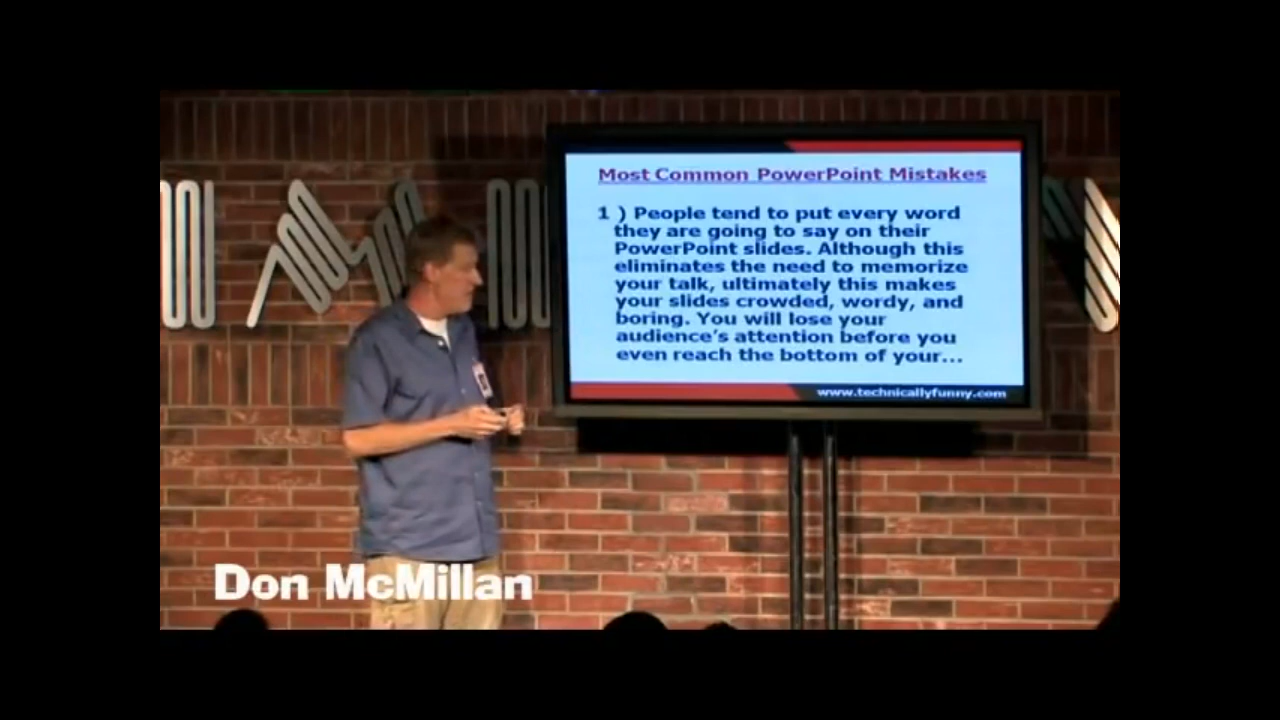 Most Common PowerPoint Mistakes
1 ) People tend to put every word
they are going to say on their
PowerPoint slides. Although this
eliminates the need to memorize
your talk, ultimately this makes
your slides crowded, wordy, and
boring. You will lose your
audience's attention before you
even reach the bottom of your...
www.technicallyfunny.com
Don McMillan